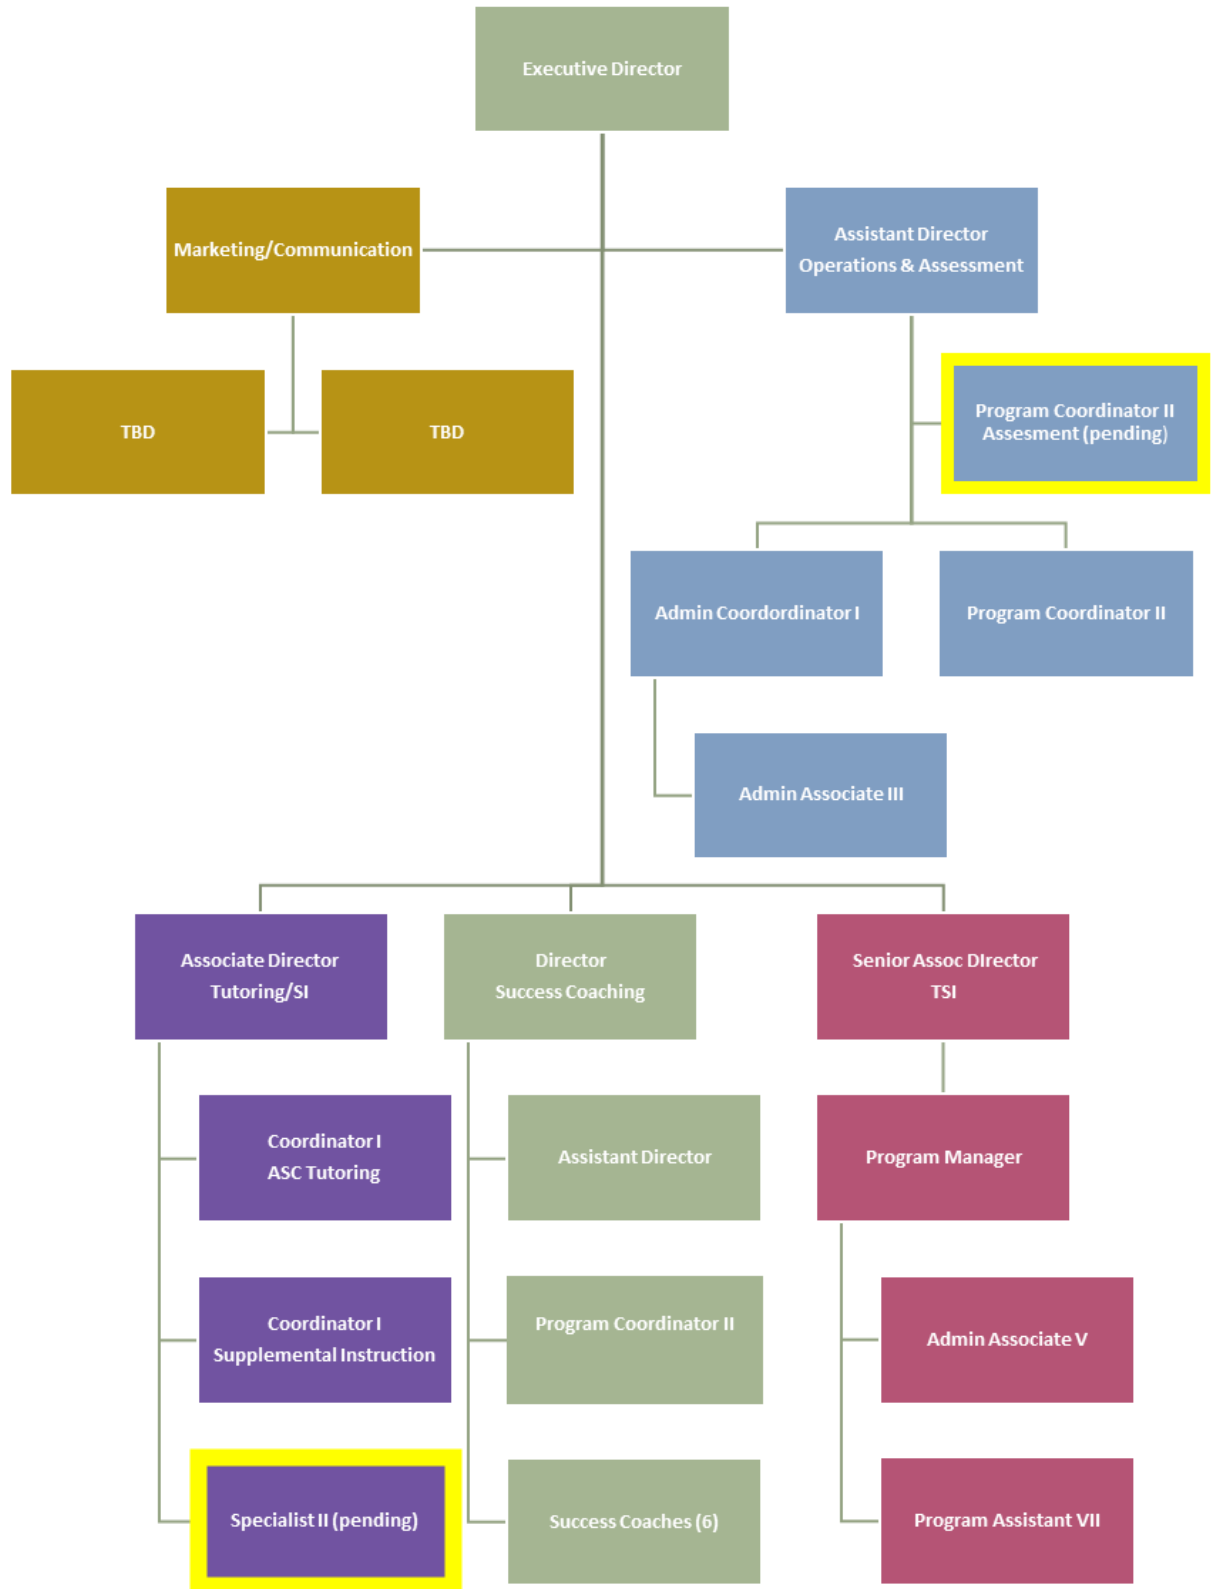 Executive Director
Marketing/Communication
Assistant Director
Operations & Assessment
TBD
TBD
Program Coordinator II
Assesment (pending)
Admin Coordordinator I
Program Coordinator II
Admin Associate III
Associate Director
Tutoring/SI
Director
Success Coaching
Senior Assoc DIrector
TSI
Coordinator I
ASC Tutoring
Assistant Director
Program Manager
Coordinator I
Supplemental Instruction
Program Coordinator II
Admin Associate V
Specialist II (pending)
Success Coaches (6)
Program Assistant VII